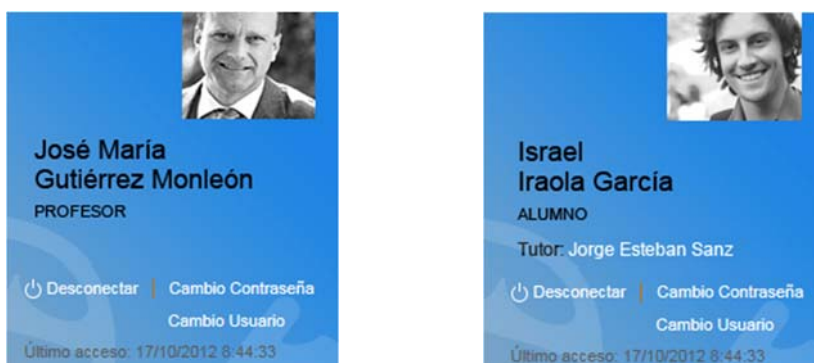 José María
Gutiérrez Monleón
PROFESOR
Desconectar | Cambio Contraseña
Cambio Usuario
Último acceso: 17/10/2012 8:44:33
Israel
Iraola García
ALUMNO
Tutor: Jorge Esteban Sanz
Desconectar | Cambio Contraseña
Cambio Usuario
Último acceso: 17/10/2012 8:44:33